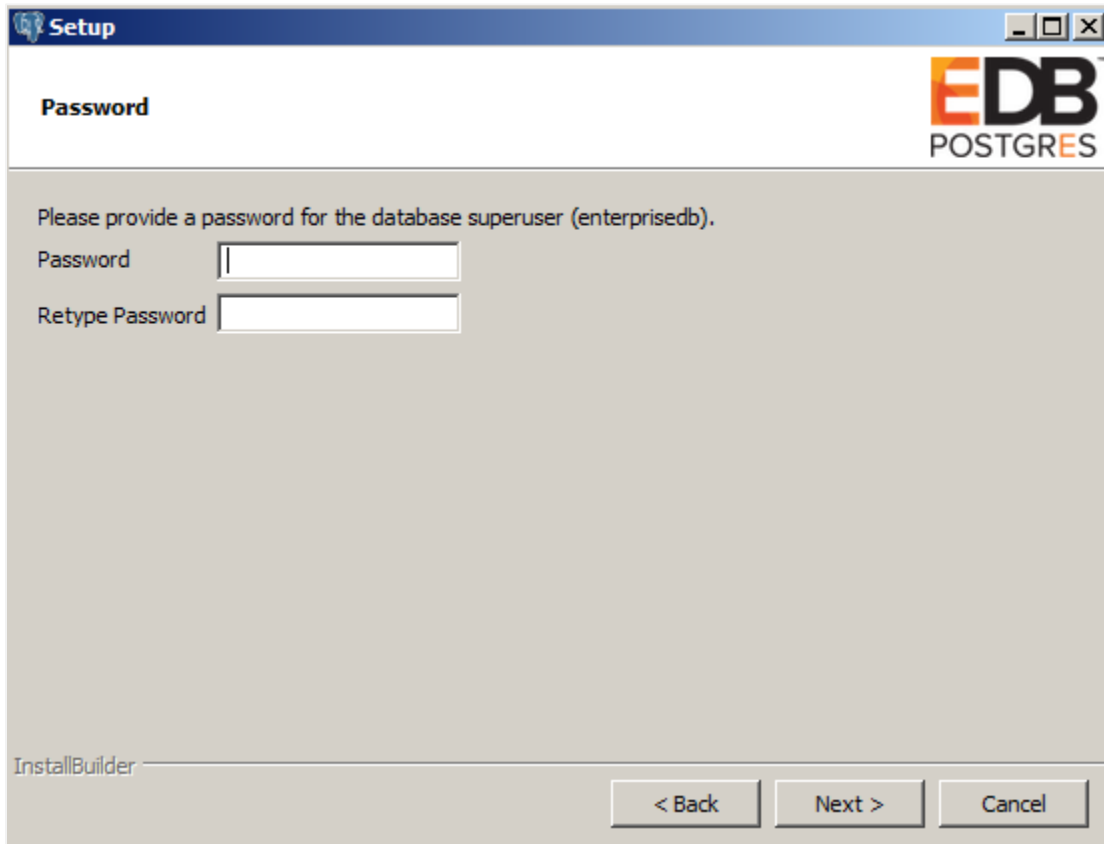 Setup
Password
EDB
POSTGRES
Please provide a password for the database superuser (enterprisedb).
Password
Retype Password
InstallBuilder
< Back
Next >
Cancel